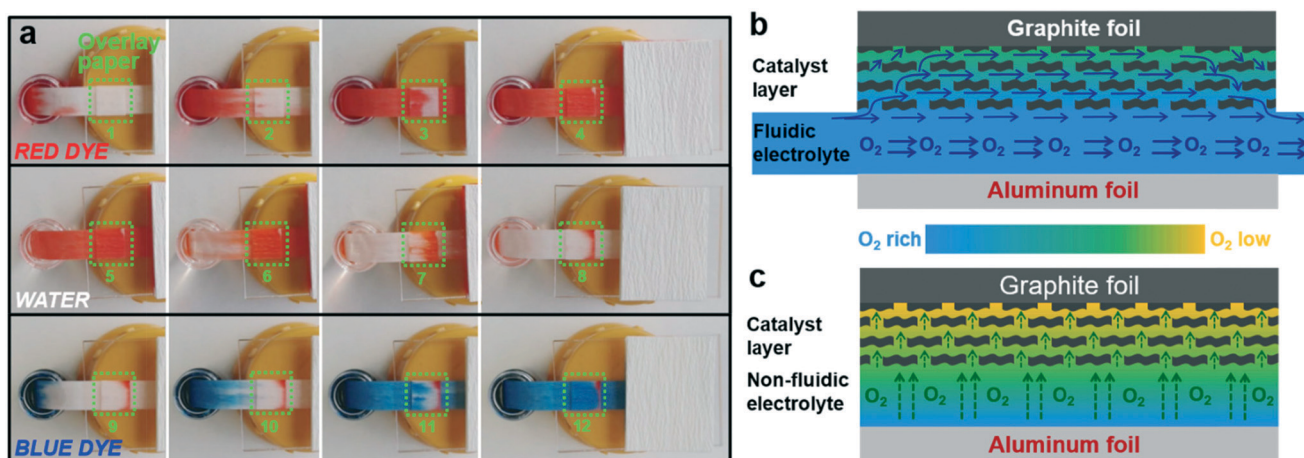 a
Overlay
paper
1
2
3
4
RED DYE
5
6
7
8
WATER
9
10
11
12
BLUE DYE
b
Graphite foil
Catalyst
layer
Fluidic
electrolyte
O₂ O₂ O₂ O₂ O₂ O₂ O₂
Aluminum foil
O₂ rich
O₂ low
c
Graphite foil
Catalyst
layer
Non-fluidic
electrolyte
O₂ O₂ O₂ O₂ O₂ O₂
Aluminum foil